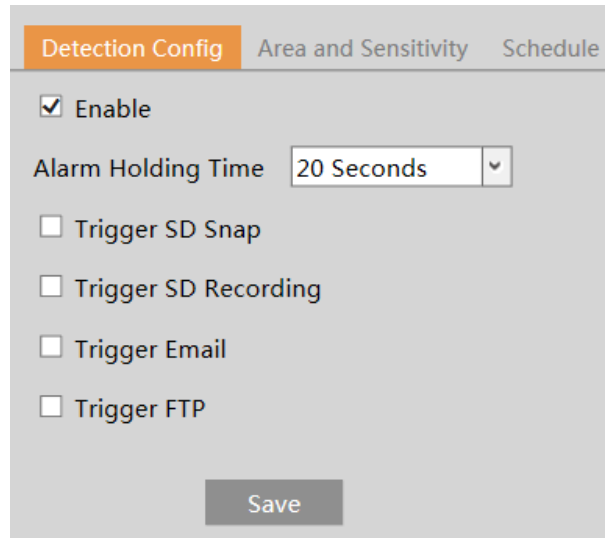 Detection Config Area and Sensitivity Schedule
Enable
Alarm Holding Time 20 Seconds
Trigger SD Snap
Trigger SD Recording
Trigger Email
Trigger FTP
Save